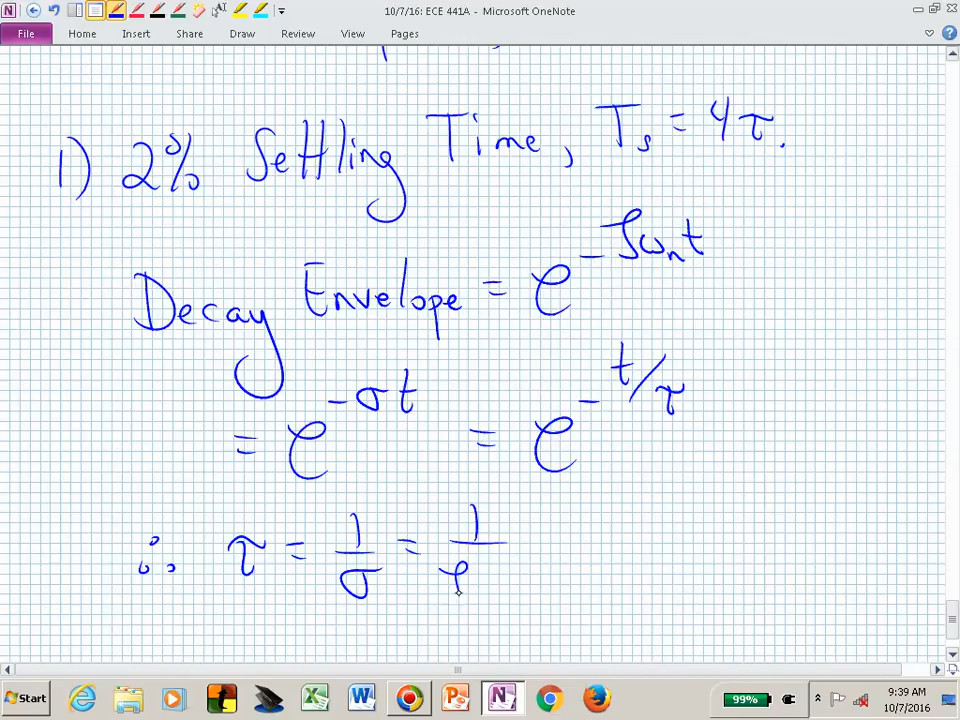 10/7/16: ECE 441A - Microsoft OneNote
File Home Insert Share Draw Review View Pages
1) 2% Settling Time, Ts = 4τ.
Decay Envelope = e^-ζωnt
= e^-σt = e^-t/τ
∴ τ = 1/σ = 1/ζ
Start
99%
9:39 AM
10/7/2016